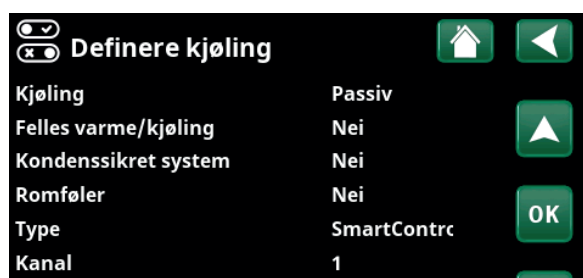 Definere kjøling
Kjøling Passiv
Felles varme/kjøling Nei
Kondenssikret system Nei
Romføler Nei
Type SmartContrc
Kanal 1
OK